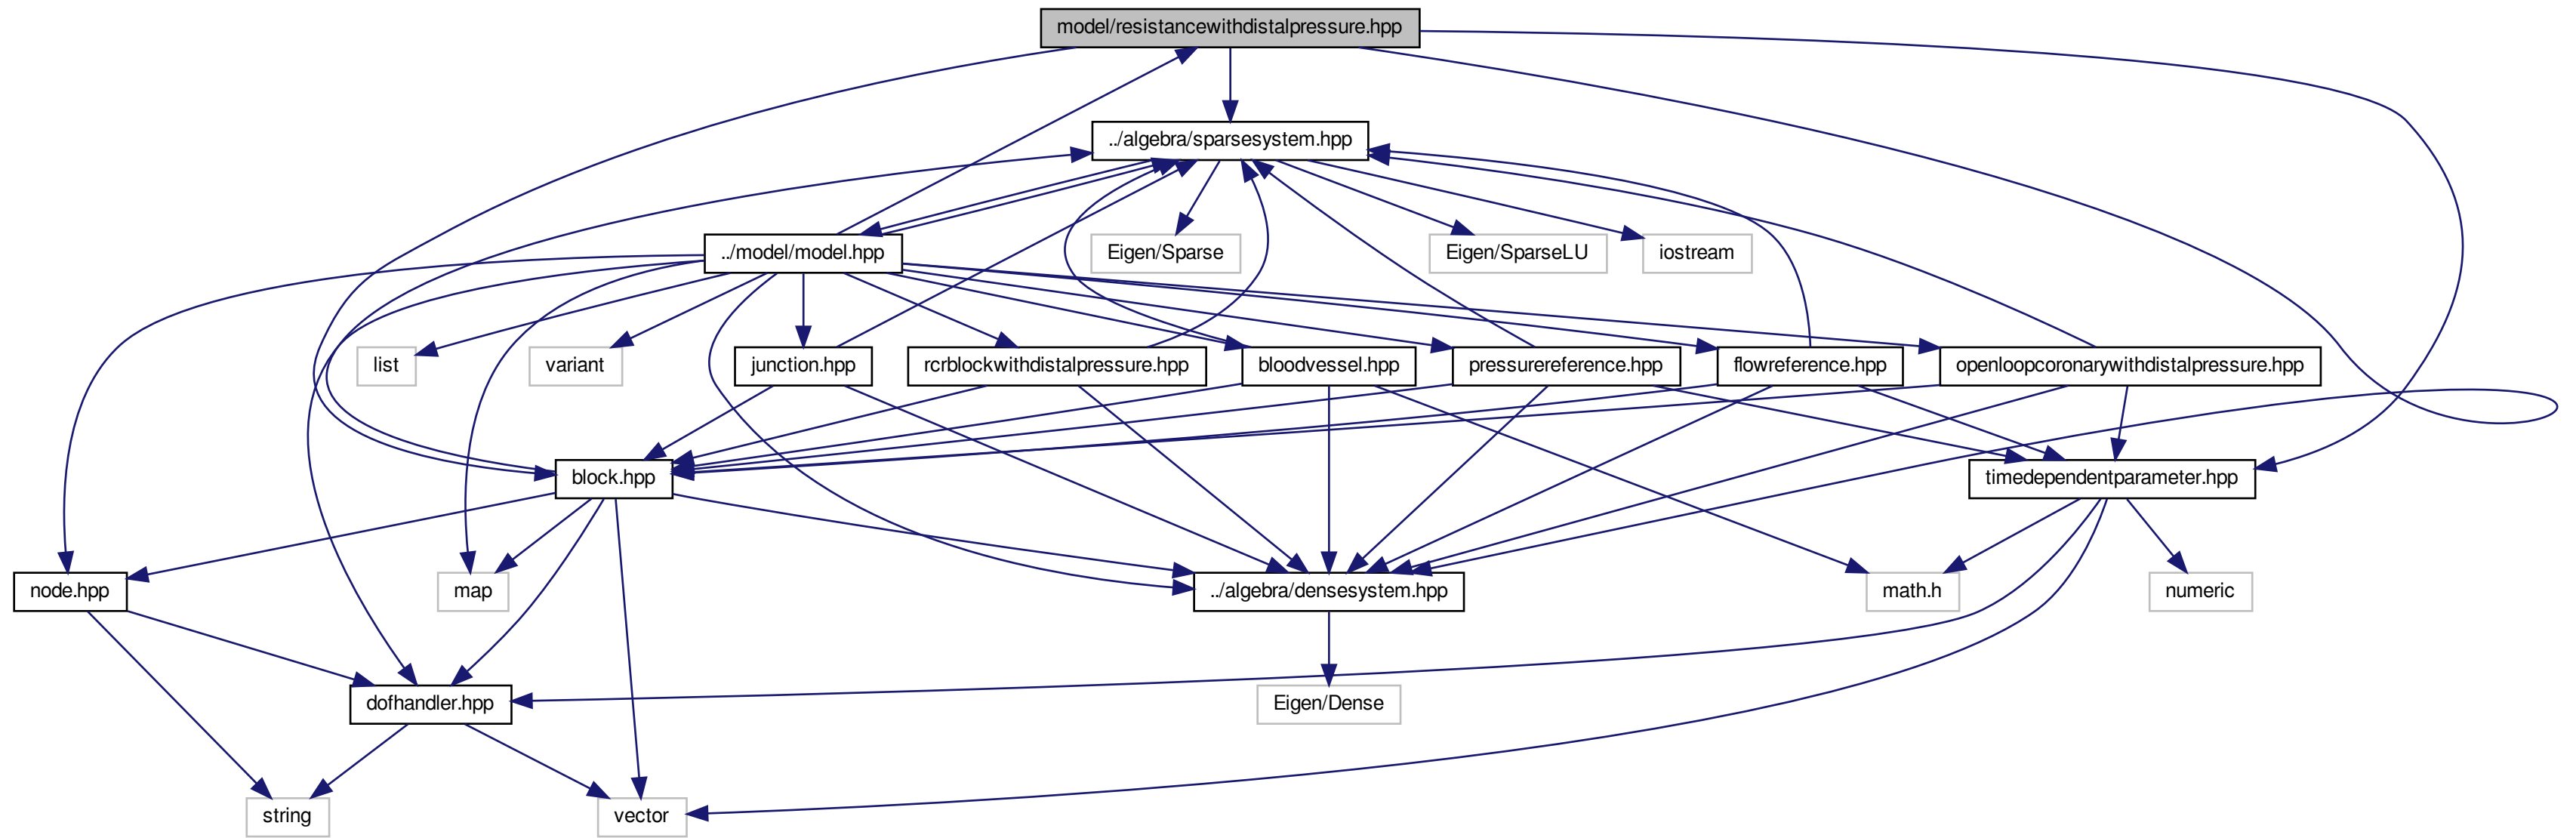 model/resistancewithdistalpressure.hpp
../algebra/sparsesystem.hpp
../model/model.hpp
Eigen/Sparse
Eigen/SparseLU
iostream
list
variant
junction.hpp
rcrblockwithdistalpressure.hpp
bloodvessel.hpp
pressurereference.hpp
flowreference.hpp
openloopcoronarywithdistalpressure.hpp
block.hpp
timedependentparameter.hpp
node.hpp
map
../algebra/densesystem.hpp
math.h
numeric
dofhandler.hpp
Eigen/Dense
string
vector